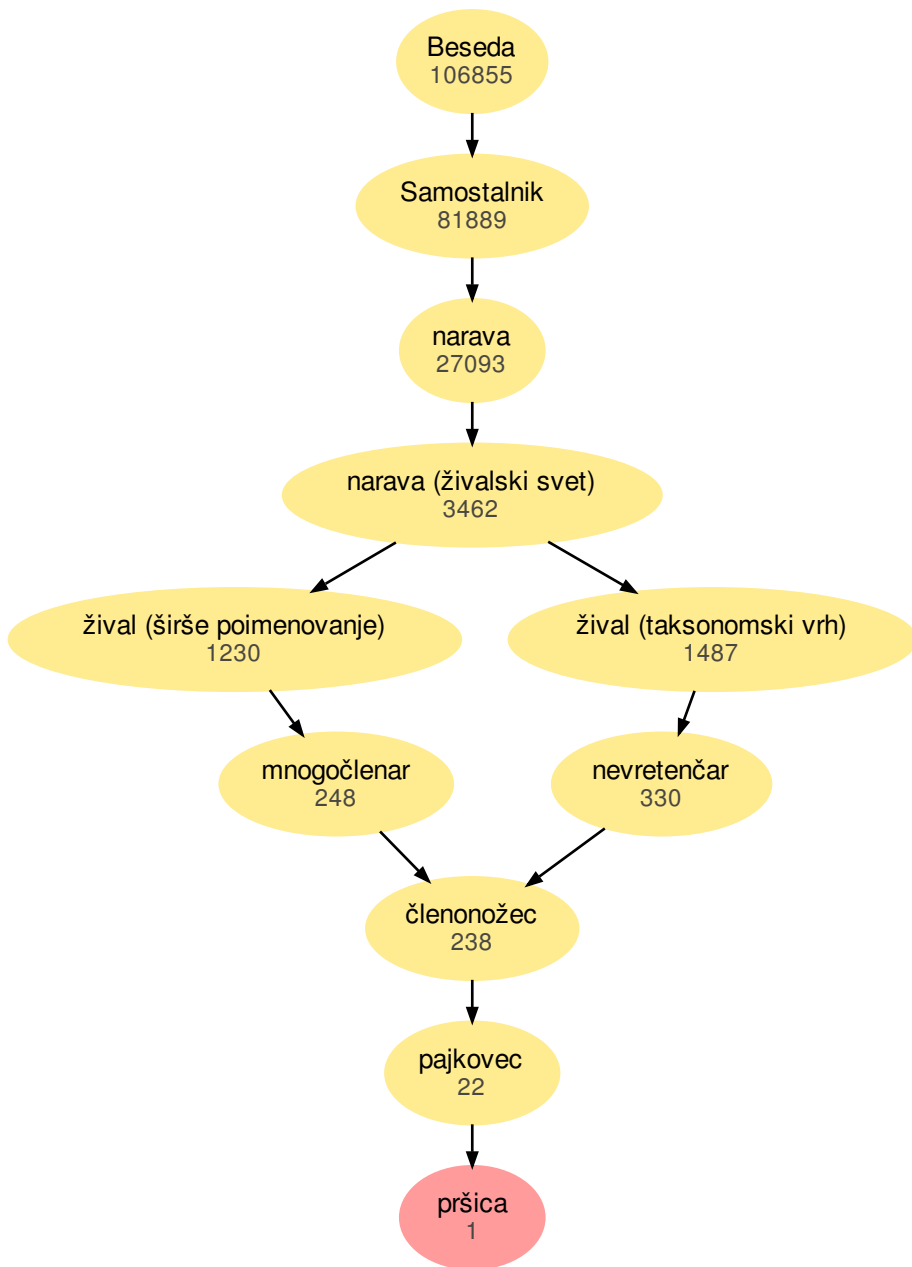 Beseda
106855
Samostalnik
81889
narava
27093
narava (živalski svet)
3462
žival (širše poimenovanje)
1230
žival (taksonomski vrh)
1487
mnogočlenar
248
nevretenčar
330
členonožec
238
pajkovec
22
pršica
1